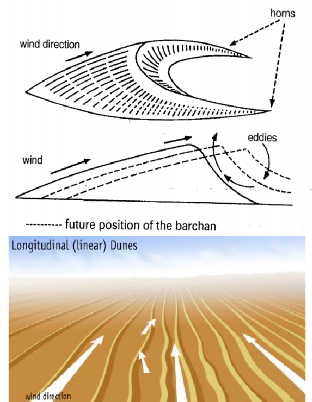 horns
wind direction
eddies
wind
------- future position of the barchan
Longitudinal (linear) Dunes
wind direction